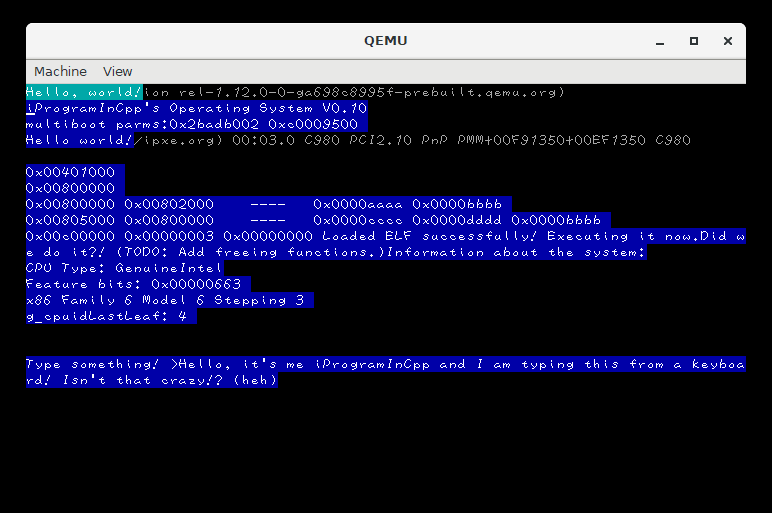 QEMU
Machine View
Hello, world!ion rel-1.12.0-0-ga698c8995f-prebuilt.qemu.org)
iProgramInCpp's Operating System V0.10
multiboot parms:0x2badb002 0xc0009500
Hello world!/ipxe.org) 00:03.0 C980 PCI2.10 PnP PMM+00F91350+00EF1350 C980
0x00401000
0x00800000
0x00800000 0x00802000 ---- 0x0000aaaa 0x0000bbbb
0x00805000 0x00800000 ---- 0x0000cccc 0x0000dddd 0x0000bbbb
0x00c00000 0x00000003 0x00000000 Loaded ELF successfully! Executing it now.Did w
e do it?! (TODO: Add freeing functions.)Information about the system:
CPU Type: GenuineIntel
Feature bits: 0x00000663
x86 Family 6 Model 6 Stepping 3
g_cpuidLastLeaf: 4
Type something! >Hello, it's me iProgramInCpp and I am typing this from a keyboa
rd! Isn't that crazy!? (heh)